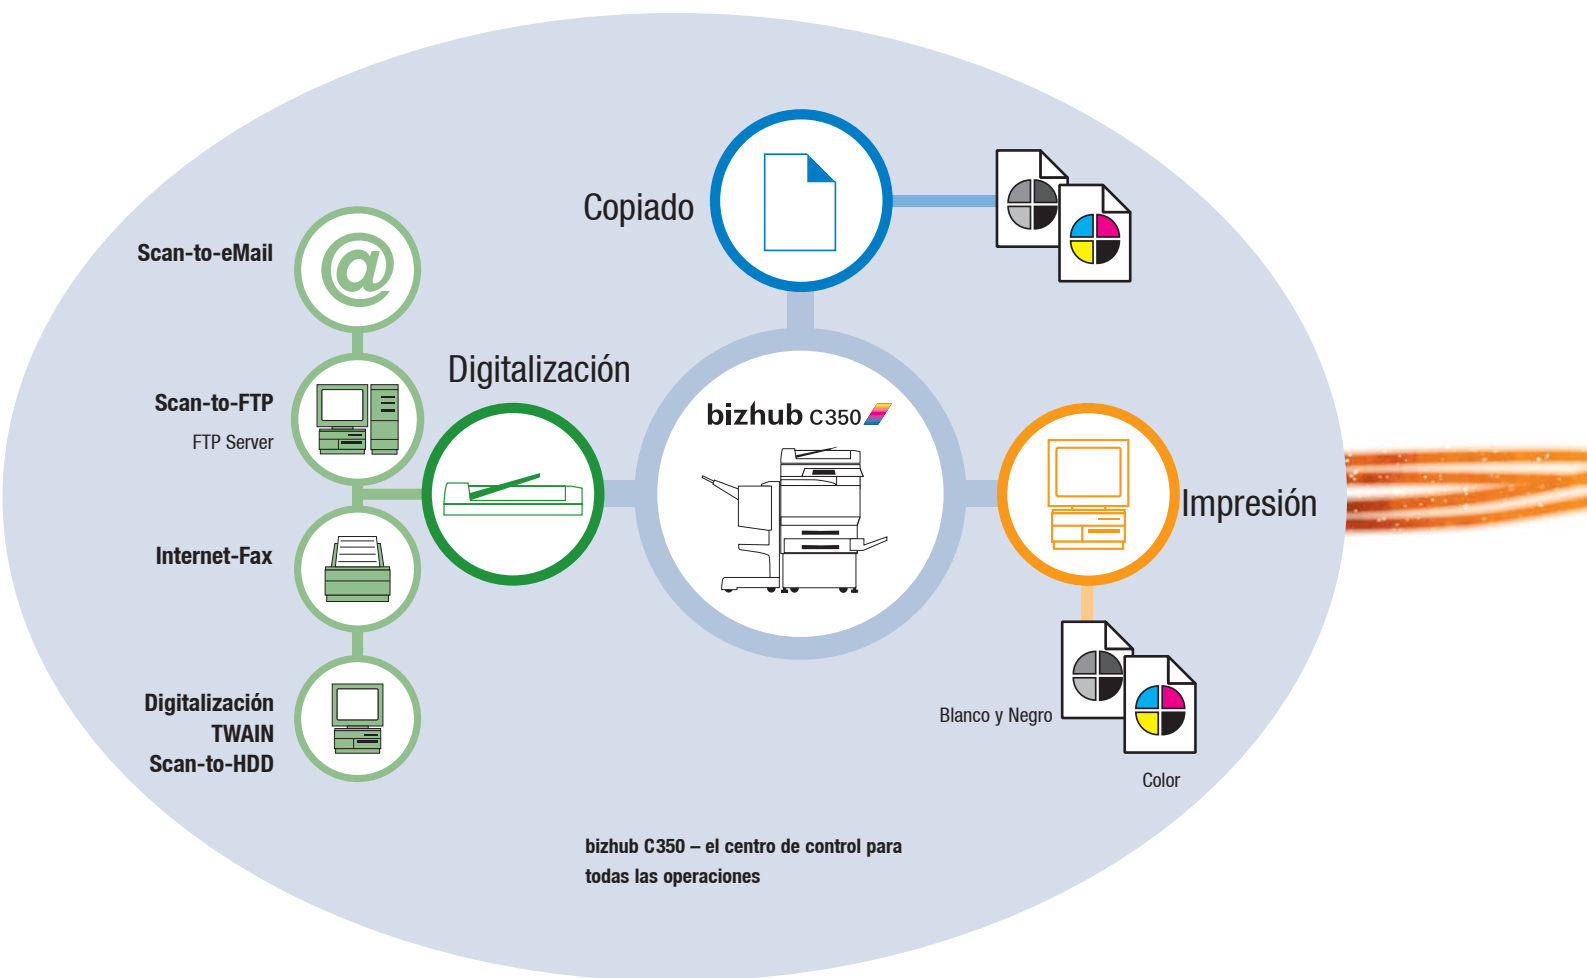 Copiado
Scan-to-eMail
Digitalización
Scan-to-FTP
FTP Server
bizhub C350
Impresión
Internet-Fax
Digitalización
TWAIN
Scan-to-HDD
Blanco y Negro
Color
bizhub C350 – el centro de control para
todas las operaciones